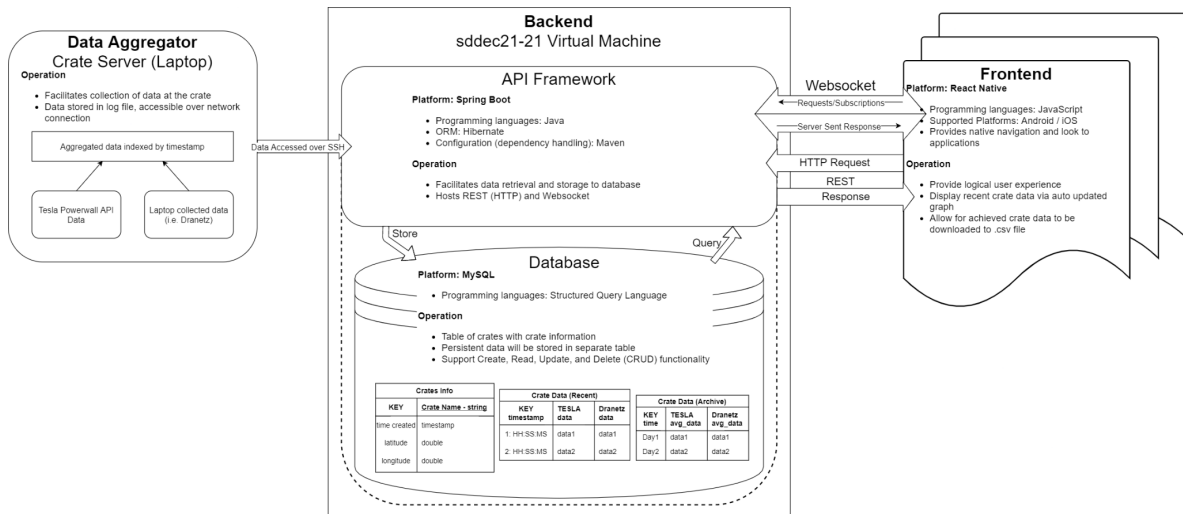 Data Aggregator
Crate Server (Laptop)
Operation
• Facilitates collection of data at the crate
• Data stored in log file, accessible over network
connection
Aggregated data indexed by timestamp
Tesla Powerwall API
Data
Laptop collected data
(i.e. Dranetz)
Data Accessed over SSH
Backend
sddec21-21 Virtual Machine
API Framework
Platform: Spring Boot
• Programming languages: Java
• ORM: Hibernate
• Configuration (dependency handling): Maven
Operation
• Facilitates data retrieval and storage to database
• Hosts REST (HTTP) and Websocket
Store
Query
Database
Platform: MySQL
• Programming languages: Structured Query Language
Operation
• Table of crates with crate information
• Persistent data will be stored in separate table
• Support Create, Read, Update, and Delete (CRUD) functionality
Crates Info
KEY Crate Name - string
time created timestamp
latitude double
longitude double
Crate Data (Recent)
KEY TESLA Dranetz
timestamp data data
1: HH:SS:MS data1 data1
2: HH:SS:MS data2 data2
Crate Data (Archive)
KEY TESLA Dranetz
time avg_data avg_data
Day1 data1 data1
Day2 data2 data2
Websocket
Requests/Subscriptions
Server Sent Response
HTTP Request
REST
Response
Frontend
Platform: React Native
• Programming languages: JavaScript
• Supported Platforms: Android / iOS
• Provides native navigation and look to
applications
Operation
• Provide logical user experience
• Display recent crate data via auto updated
graph
• Allow for achieved crate data to be
downloaded to .csv file